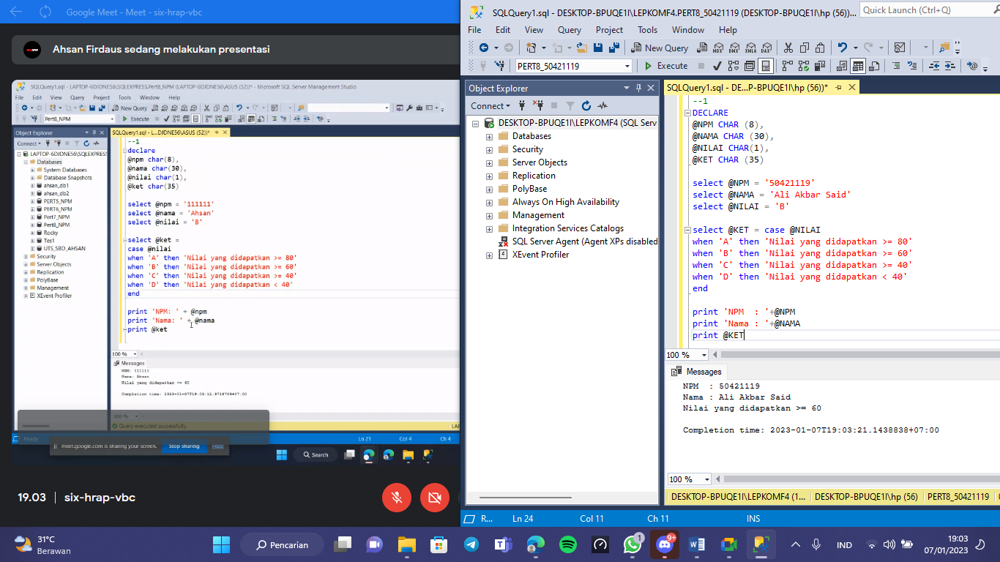 Google Meet - Meet - six-hrap-vbc
Ahsan Firdaus sedang melakukan presentasi
SQLQuery1.sql - LAPTOP-6DJDNE56\SQLEXPRESS.Pert8_NPM (LAPTOP-6DJDNE56\ASUS (52))* - Microsoft SQL Server Management Studio
File Edit View Query Project Tools Window Help
New Query
Pert8_NPM Execute
Object Explorer
Connect
LAPTOP-6DJDNE56\SQLEXPRESS
Databases
System Databases
Database Snapshots
ahsan_db1
ahsan_db2
PERT5_NPM
PERT6_NPM
Pert7_NPM
Pert8_NPM
Rocky
Tes1
UTS_SBD_AHSAN
Security
Server Objects
Replication
PolyBase
Management
XEvent Profiler
SQLQuery1.sql - L...DJDNE56\ASUS (52))*
--1
declare
@npm char(8),
@nama char(30),
@nilai char(1),
@ket char(35)
select @npm = '111111'
select @nama = 'Ahsan'
select @nilai = 'B'
select @ket =
case @nilai
when 'A' then 'Nilai yang didapatkan >= 80'
when 'B' then 'Nilai yang didapatkan >= 60'
when 'C' then 'Nilai yang didapatkan >= 40'
when 'D' then 'Nilai yang didapatkan < 40'
end
print 'NPM: ' + @npm
print 'Nama: ' + @nama
print @ket
100 %
Messages
NPM: 111111
Nama: Ahsan
Nilai yang didapatkan >= 60
Completion time: 2023-01-07T19:03:12.9718709+07:00
100 %
Query executed successfully.
LAP
Ready Ln 21 Col 4 Ch 4
meet.google.com is sharing your screen. Stop sharing Hide
Search
19.03 | six-hrap-vbc
SQLQuery1.sql - DESKTOP-BPUQE1I\LEPKOMF4.PERT8_50421119 (DESKTOP-BPUQE1I\hp (56))...
Quick Launch (Ctrl+Q)
File Edit View Query Project Tools Window Help
New Query MDX DMX XMLA DAX
PERT8_50421119 Execute
Object Explorer
Connect
DESKTOP-BPUQE1I\LEPKOMF4 (SQL Serv
Databases
Security
Server Objects
Replication
PolyBase
Always On High Availability
Management
Integration Services Catalogs
SQL Server Agent (Agent XPs disabled
XEvent Profiler
SQLQuery1.sql - DE...P-BPUQE1I\hp (56))*
--1
DECLARE
@NPM CHAR (8),
@NAMA CHAR (30),
@NILAI CHAR(1),
@KET CHAR (35)
select @NPM = '50421119'
select @NAMA = 'Ali Akbar Said'
select @NILAI = 'B'
select @KET = case @NILAI
when 'A' then 'Nilai yang didapatkan >= 80'
when 'B' then 'Nilai yang didapatkan >= 60'
when 'C' then 'Nilai yang didapatkan >= 40'
when 'D' then 'Nilai yang didapatkan < 40'
end
print 'NPM  : '+@NPM
print 'Nama : '+@NAMA
print @KET
100 %
Messages
NPM  : 50421119
Nama : Ali Akbar Said
Nilai yang didapatkan >= 60
Completion time: 2023-01-07T19:03:21.1438838+07:00
100 %
DESKTOP-BPUQE1I\LEPKOMF4 (1... DESKTOP-BPUQE1I\hp (56) PERT8_50421119
R... Ln 24 Col 11 Ch 11 INS
31°C
Berawan
Pencarian
1
9+
IND
19:03
07/01/2023